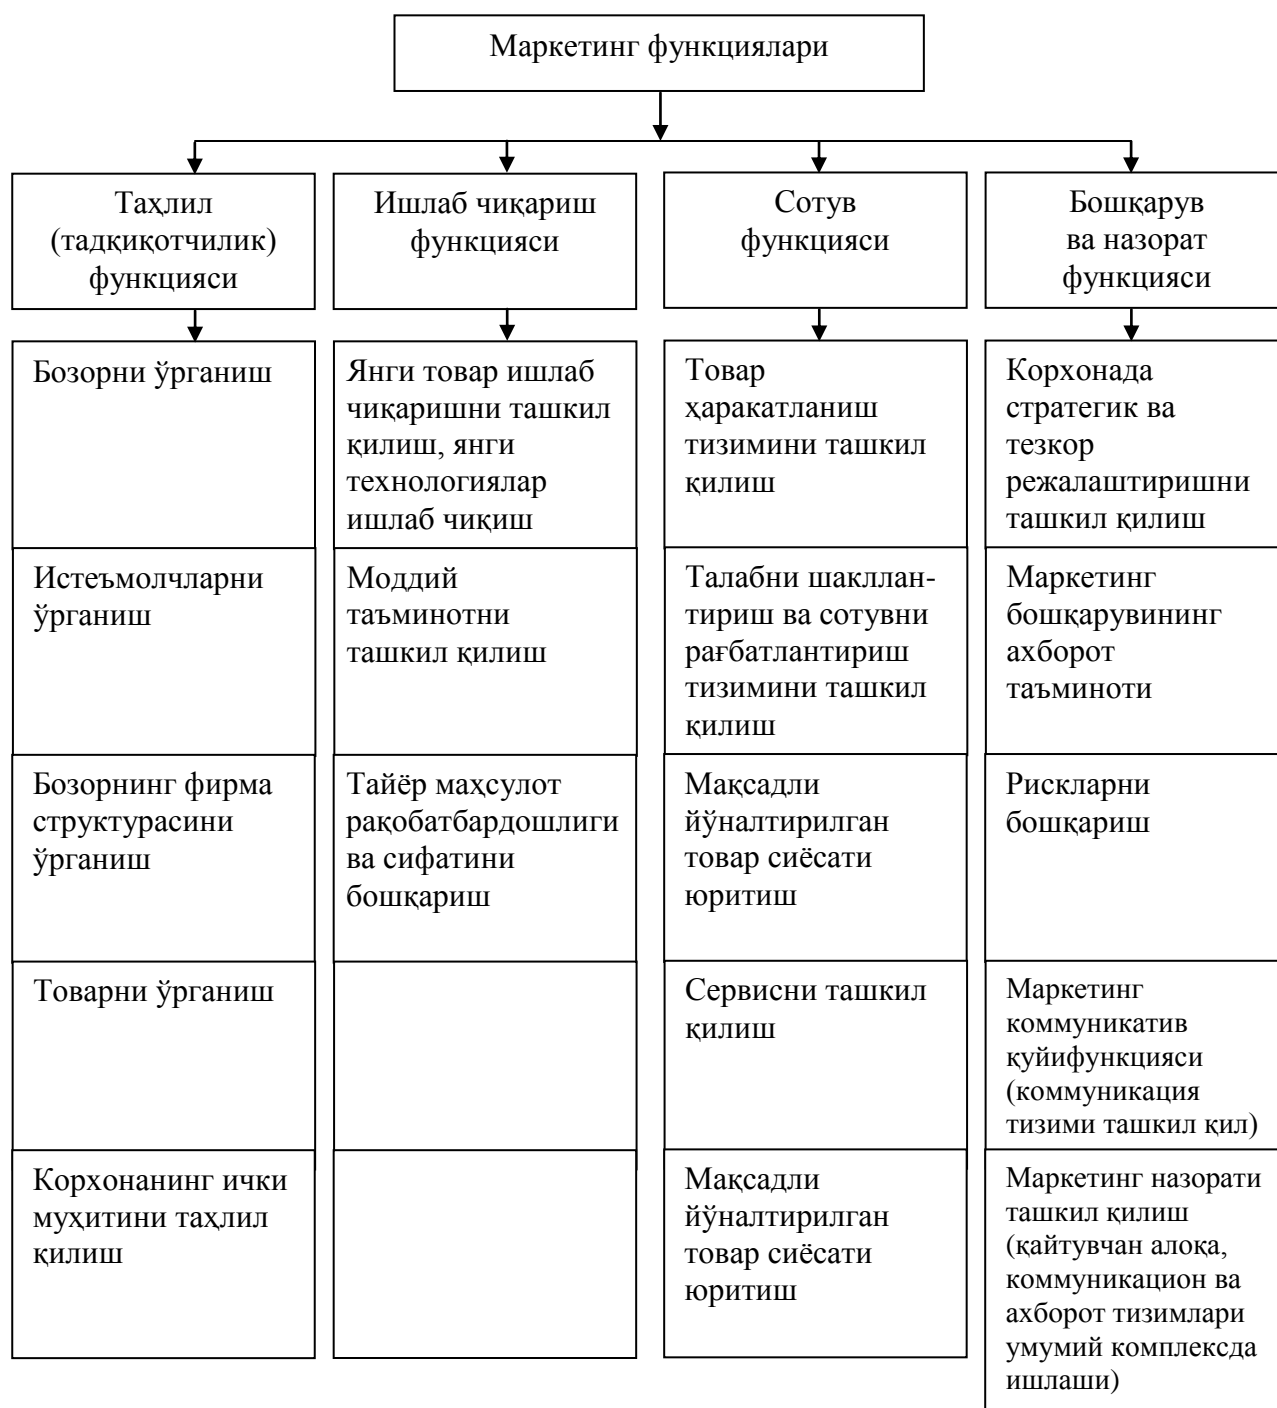 Маркетинг функциялари
Таҳлил
(тадқиқотчилик)
функцияси
Ишлаб чиқариш
функцияси
Сотув
функцияси
Бошқарув
ва назорат
функцияси
Бозорни ўрганиш
Янги товар ишлаб
чиқаришни ташкил
қилиш, янги
технологиялар
ишлаб чиқиш
Товар
ҳаракатланиш
тизимини ташкил
қилиш
Корхонада
стратегик ва
тезкор
режалаштиришни
ташкил қилиш
Истеъмолчларни
ўрганиш
Моддий
таъминотни
ташкил қилиш
Талабни шакллан-
тириш ва сотувни
рағбатлантириш
тизимини ташкил
қилиш
Маркетинг
бошқарувининг
ахборот
таъминоти
Бозорнинг фирма
структурасини
ўрганиш
Тайёр маҳсулот
рақобатбардошлиги
ва сифатини
бошқариш
Мақсадли
йўналтирилган
товар сиёсати
юритиш
Рискларни
бошқариш
Товарни ўрганиш
Сервисни ташкил
қилиш
Маркетинг
коммуникатив
қуйифункцияси
(коммуникация
тизими ташкил қил)
Корхонанинг ички
муҳитини таҳлил
қилиш
Мақсадли
йўналтирилган
товар сиёсати
юритиш
Маркетинг назорати
ташкил қилиш
(қайтувчан алоқа,
коммуникацион ва
ахборот тизимлари
умумий комплексда
ишлаши)